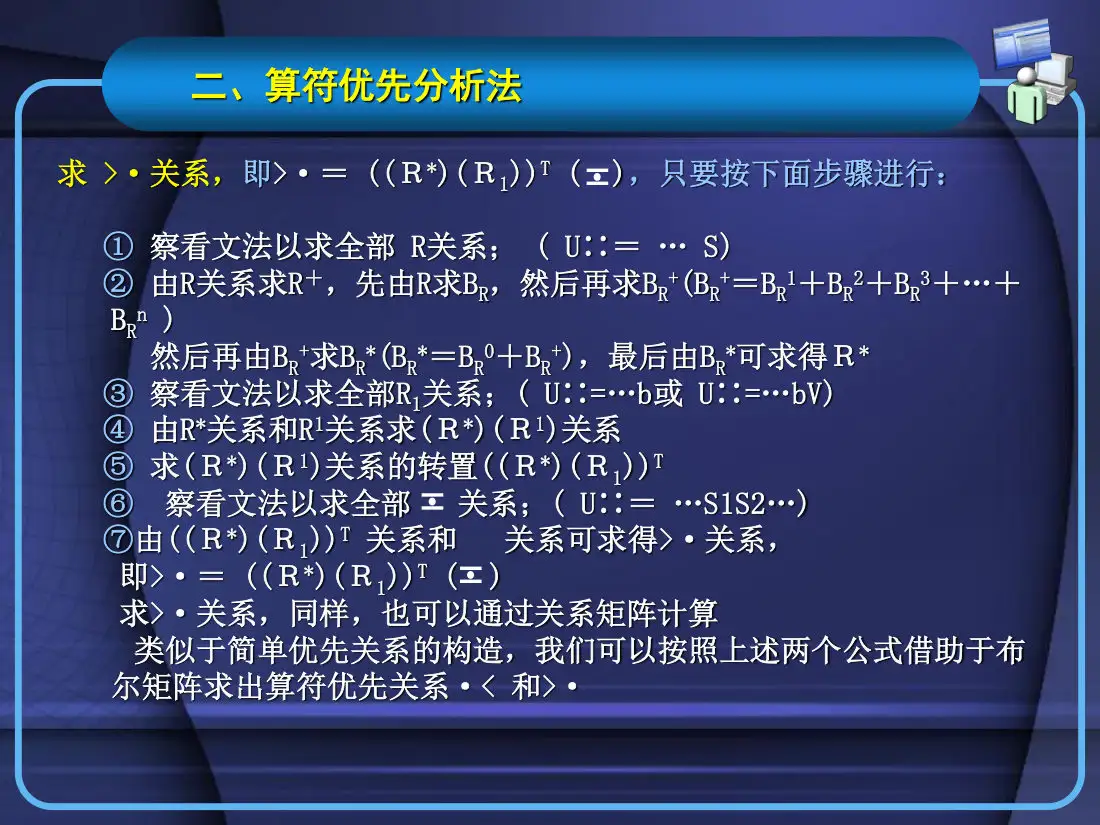 二、算符优先分析法
求 >·关系，即>·＝ ((Ｒ*)(Ｒ1))T (≐)，只要按下面步骤进行：
① 察看文法以求全部 R关系； ( U∷＝ … S)
② 由R关系求R＋，先由R求BR，然后再求BR+(BR+＝BR1＋BR2＋BR3＋…＋
BRn )
然后再由BR+求BR*(BR*＝BR0＋BR+)，最后由BR*可求得Ｒ*
③ 察看文法以求全部R1关系；( U∷=…b或 U∷=…bV)
④ 由R*关系和R1关系求(Ｒ*)(Ｒ1)关系
⑤ 求(Ｒ*)(Ｒ1)关系的转置((Ｒ*)(Ｒ1))T
⑥ 察看文法以求全部 ≐ 关系；( U∷＝ …S1S2…)
⑦由((Ｒ*)(Ｒ1))T 关系和 关系可求得>·关系，
即>·＝ ((Ｒ*)(Ｒ1))T (≐)
求>·关系，同样，也可以通过关系矩阵计算
类似于简单优先关系的构造，我们可以按照上述两个公式借助于布
尔矩阵求出算符优先关系·< 和>·